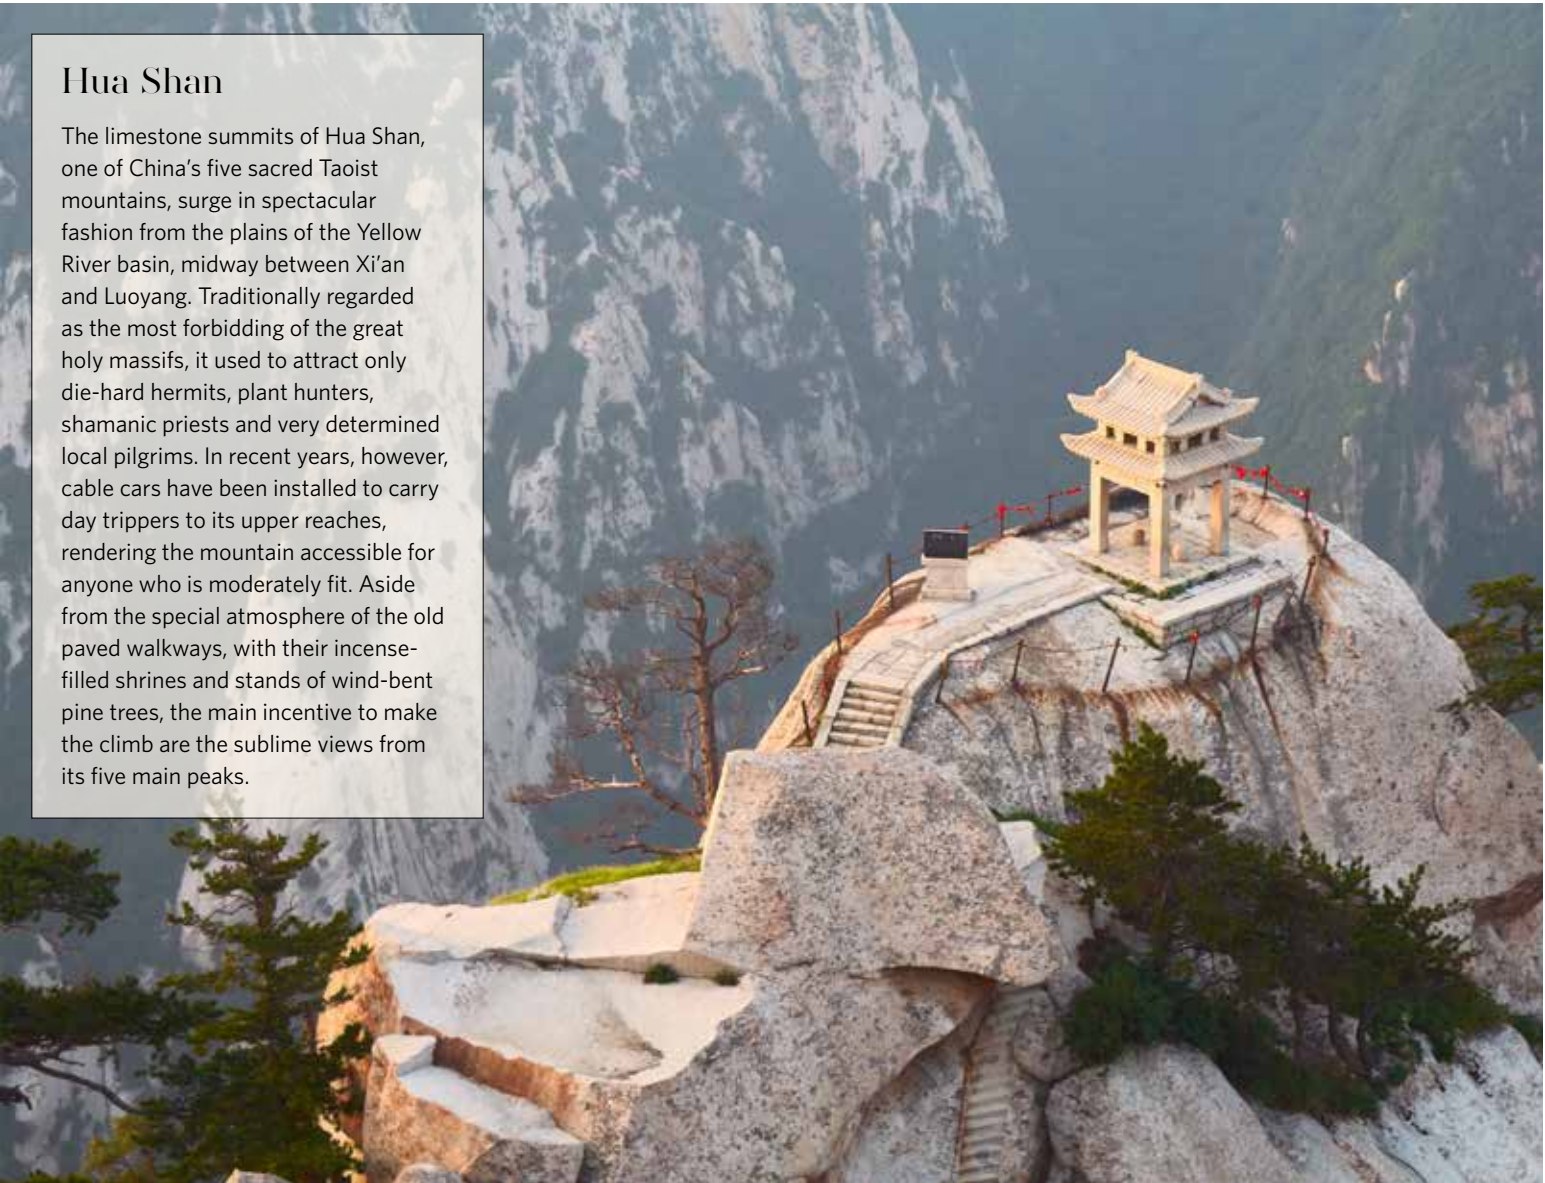 Hua Shan
The limestone summits of Hua Shan,
one of China’s five sacred Taoist
mountains, surge in spectacular
fashion from the plains of the Yellow
River basin, midway between Xi’an
and Luoyang. Traditionally regarded
as the most forbidding of the great
holy massifs, it used to attract only
die-hard hermits, plant hunters,
shamanic priests and very determined
local pilgrims. In recent years, however,
cable cars have been installed to carry
day trippers to its upper reaches,
rendering the mountain accessible for
anyone who is moderately fit. Aside
from the special atmosphere of the old
paved walkways, with their incense-
filled shrines and stands of wind-bent
pine trees, the main incentive to make
the climb are the sublime views from
its five main peaks.